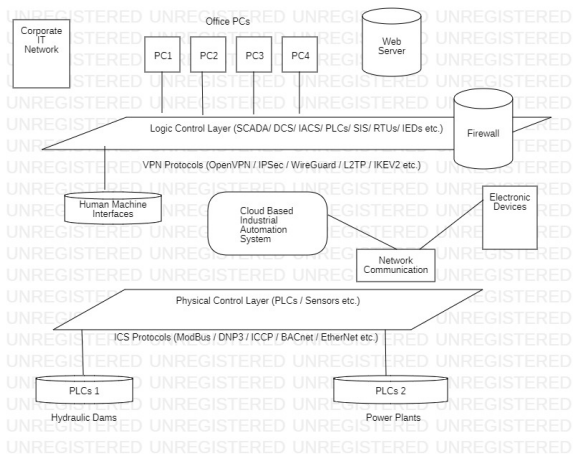 Corporate
IT
Network
Office PCs
PC1
PC2
PC3
PC4
Web
Server
Logic Control Layer (SCADA/ DCS/ IACS/ PLCs/ SIS/ RTUs/ IEDs etc.)
Firewall
VPN Protocols (OpenVPN / IPSec / WireGuard / L2TP / IKEV2 etc.)
Human Machine
Interfaces
Cloud Based
Industrial
Automation
System
Electronic
Devices
Network
Communication
Physical Control Layer (PLCs / Sensors etc.)
ICS Protocols (ModBus / DNP3 / ICCP / BACnet / EtherNet etc.)
PLCs 1
PLCs 2
Hydraulic Dams
Power Plants
UNREGISTERED